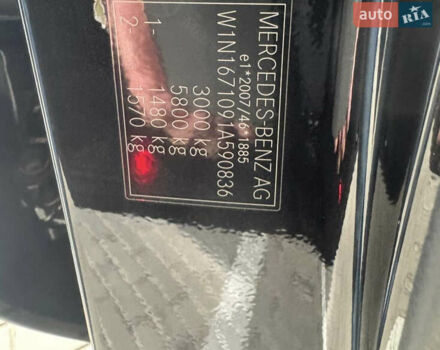 MERCEDES-BENZ AG
e1*2007/46*1885
W1N1671091A590836
3000 kg
5800 kg
1- 1480 kg
2- 1570 kg
auto RIA.com